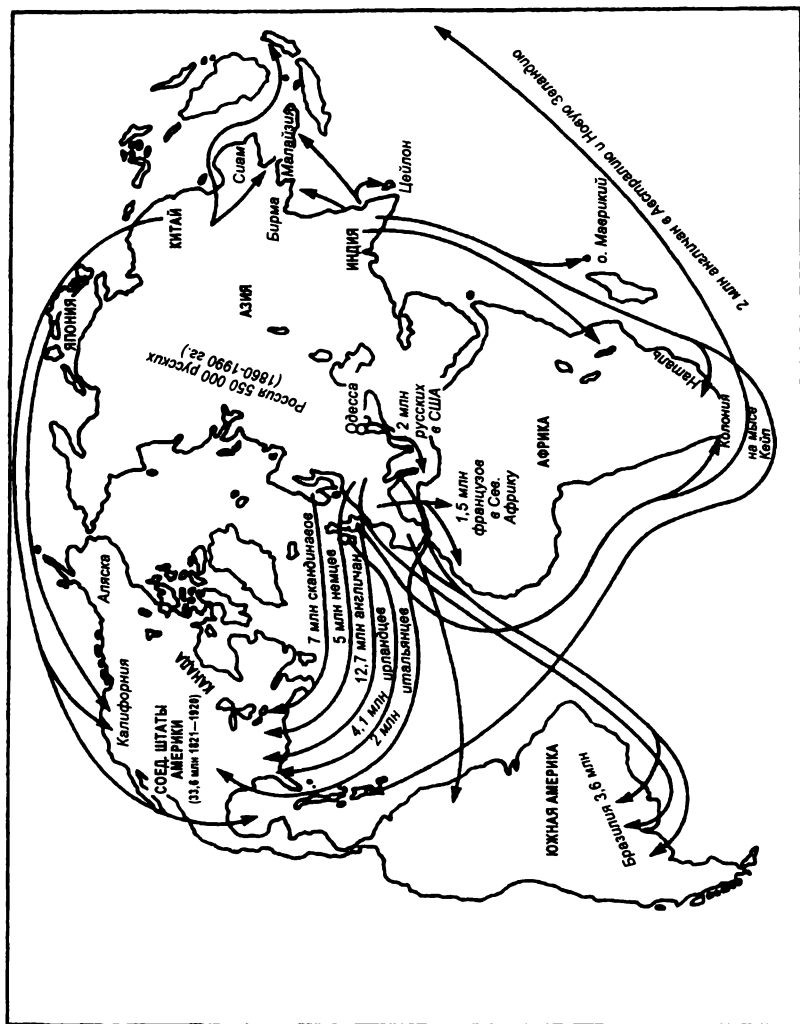 Аляска
Калифорния
КАНАДА
СОЕД. ШТАТЫ
АМЕРИКИ
(33,6 млн 1821—1920)
7 млн скандинавов
5 млн немцев
12,7 млн англичан
4,1 млн ирландцев
2 млн итальянцев
ЮЖНАЯ АМЕРИКА
Бразилия 3,6 млн
ЯПОНИЯ
КИТАЙ
АЗИЯ
Россия 550 000 русских
(1860-1990 гг.)
Сиам
Малайзия
Бирма
ИНДИЯ
Цейлон
Одесса
2 млн
русских
в США
1,5 млн
французов
в Сев.
Африку
АФРИКА
о. Маврикий
Наталь
Колония
на мысе
Кейп
2 млн англичан в Австралию и Новую Зеландию